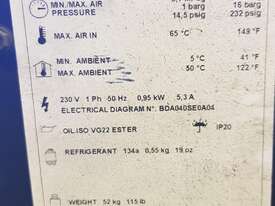 MIN./MAX. AIR
PRESSURE
1 barg 16 barg
14,5 psig 232 psig
MAX. AIR IN 65 °C 149 °F
MIN. AMBIENT 5 °C 41 °F
MAX. AMBIENT 50 °C 122 °F
230 V 1 Ph 50 Hz 0,95 kW 5,3 A
ELECTRICAL DIAGRAM N°. BDA040SE0A04
OIL:ISO VG22 ESTER IP20
REFRIGERANT 134a 0,55 kg 19 oz
WEIGHT 52 kg 115 lb